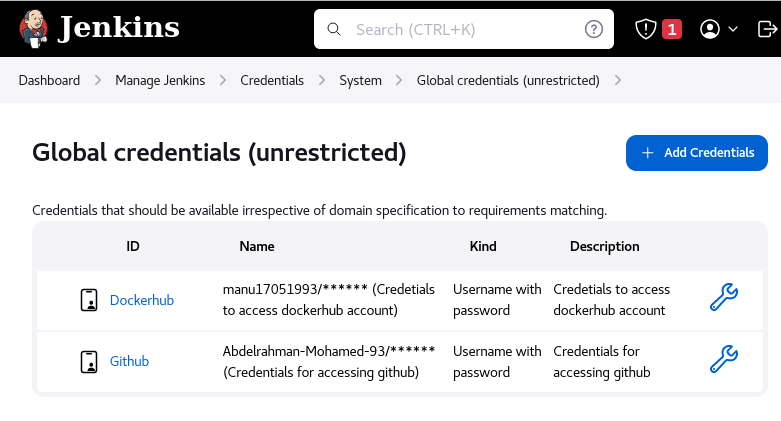 Jenkins
Search (CTRL+K)
?
1
Dashboard > Manage Jenkins > Credentials > System > Global credentials (unrestricted) >
Global credentials (unrestricted)
+ Add Credentials
Credentials that should be available irrespective of domain specification to requirements matching.
ID Name Kind Description
Dockerhub
manu17051993/****** (Credetials
to access dockerhub account)
Username with
password
Credetials to access
dockerhub account
Github
Abdelrahman-Mohamed-93/******
(Credentials for accessing github)
Username with
password
Credentials for
accessing github